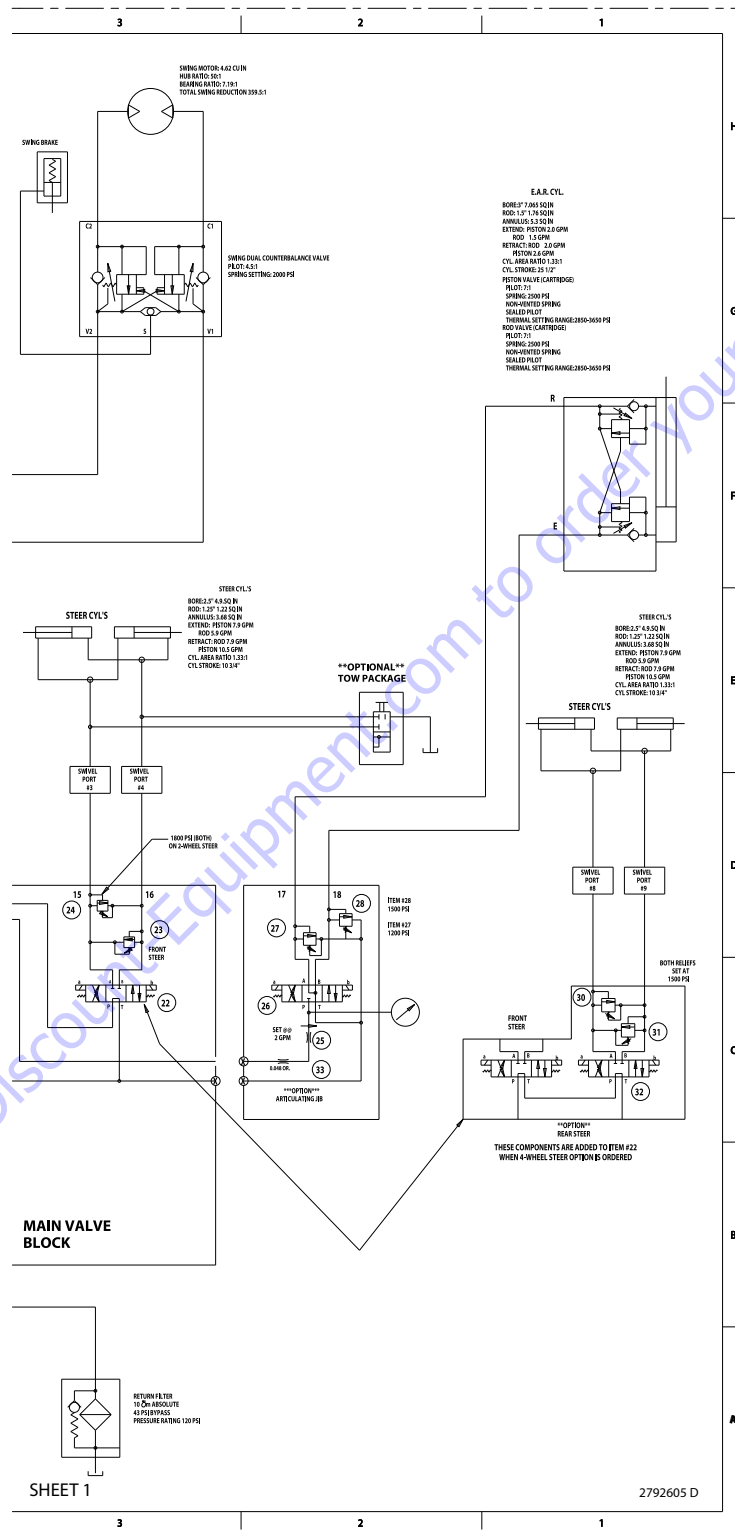 3 2 1
SWING MOTOR: 4.62 CU IN
HUB RATIO: 50:1
BEARING RATIO: 7.19:1
TOTAL SWING REDUCTION 359.5:1
H
SWING BRAKE
C2 C1
SWING DUAL COUNTERBALANCE VALVE
PILOT: 4.5:1
SPRING SETTING: 2000 PSI
V2 S V1
E.A.R. CYL.
BORE:3" 7.065 SQ IN
ROD: 1.5" 1.76 SQ IN
ANNULUS: 5.3 SQ IN
EXTEND: PISTON 2.0 GPM
ROD 1.5 GPM
RETRACT: ROD 2.0 GPM
PISTON 2.6 GPM
CYL. AREA RATIO 1.33:1
CYL. STROKE: 25 1/2"
PISTON VALVE (CARTRIDGE)
PILOT: 7:1
SPRING: 2500 PSI
NON-VENTED SPRING
SEALED PILOT
THERMAL SETTING RANGE:2850-3650 PSI
ROD VALVE (CARTRIDGE)
PILOT: 7:1
SPRING: 2500 PSI
NON-VENTED SPRING
SEALED PILOT
THERMAL SETTING RANGE:2850-3650 PSI
G
R
E
F
STEER CYL'S
STEER CYL.'S
BORE:2.5" 4.9.SQ IN
ROD: 1.25" 1.22 SQ IN
ANNULUS: 3.68 SQ IN
EXTEND: PISTON 7.9 GPM
ROD 5.9 GPM
RETRACT: ROD 7.9 GPM
PISTON 10.5 GPM
CYL. AREA RATIO 1.33:1
CYL STROKE: 10 3/4"
STEER CYL.'S
BORE:2.5" 4.9.SQ IN
ROD: 1.25" 1.22 SQ IN
ANNULUS: 3.68 SQ IN
EXTEND: PISTON 7.9 GPM
ROD 5.9 GPM
RETRACT: ROD 7.9 GPM
PISTON 10.5 GPM
CYL. AREA RATIO 1.33:1
CYL STROKE: 10 3/4"
STEER CYL'S
**OPTIONAL**
TOW PACKAGE
E
SWIVEL
PORT
#3
SWIVEL
PORT
#4
1800 PSI (BOTH)
ON 2-WHEEL STEER
SWIVEL
PORT
#8
SWIVEL
PORT
#9
D
15 16
24
23
FRONT
STEER
a A B b
P T
22
17 18
28
27
ITEM #28
1500 PSI
ITEM #27
1200 PSI
a A B b
P T
26
SET @@
2 GPM
25
0.040 OR.
33
***OPTION***
ARTICULATING JIB
BOTH RELIEFS
SET AT
1500 PSI
30
31
FRONT
STEER
a A B b
P T
a A B b
P T
32
**OPTION**
REAR STEER
THESE COMPONENTS ARE ADDED TO ITEM #22
WHEN 4-WHEEL STEER OPTION IS ORDERED
C
MAIN VALVE
BLOCK
B
RETURN FILTER
10 Ōm ABSOLUTE
43 PSI BYPASS
PRESSURE RATING 120 PSI
A
SHEET 1
2792605 D
3 2 1
Discount-Equipment.com to order your